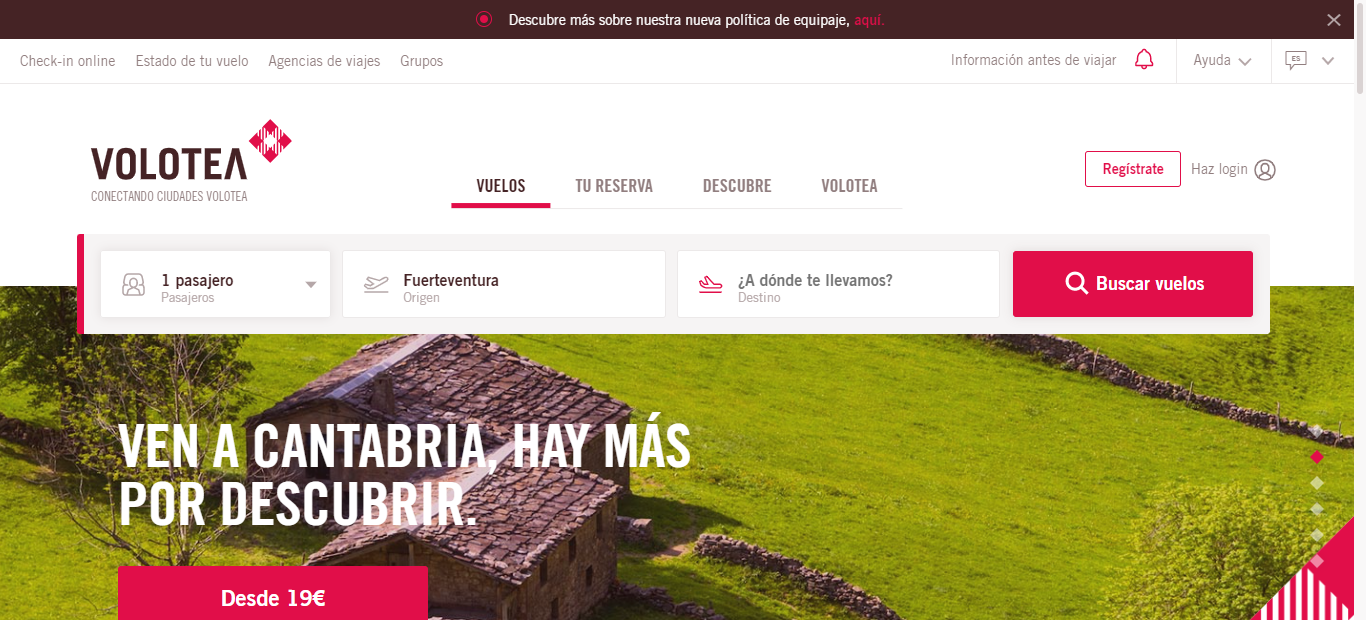 Descubre más sobre nuestra nueva política de equipaje, aquí.
Check-in online Estado de tu vuelo Agencias de viajes Grupos Información antes de viajar Ayuda ES
VOLOTEA
CONECTANDO CIUDADES VOLOTEA
VUELOS TU RESERVA DESCUBRE VOLOTEA
Regístrate Haz login
1 pasajero
Pasajeros
Fuerteventura
Origen
¿A dónde te llevamos?
Destino
Buscar vuelos
VEN A CANTABRIA, HAY MÁS
POR DESCUBRIR.
Desde 19€